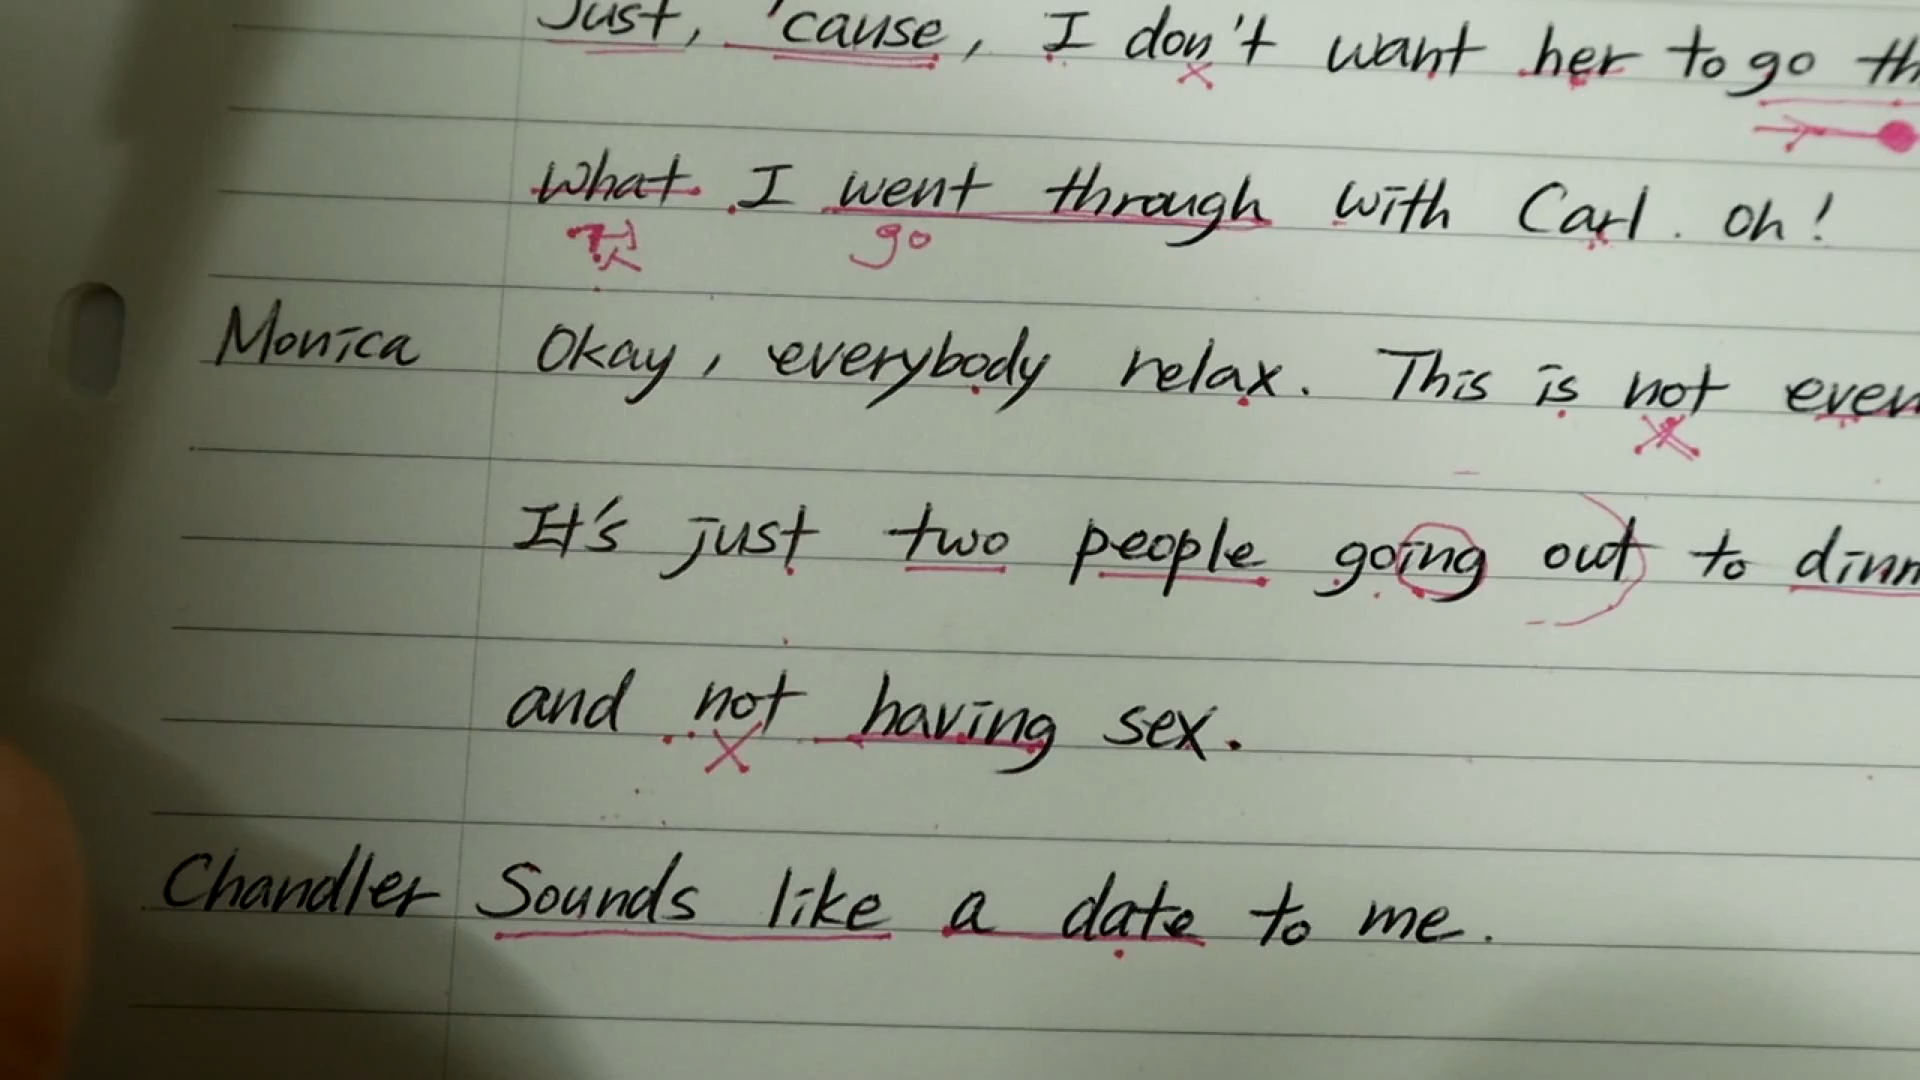 Just, 'cause, I don't want her to go th
what I went through with Carl. oh!
것 go
Monica Okay, everybody relax. This is not even
It's just two people going out to dinn
and not having sex.
Chandler Sounds like a date to me.